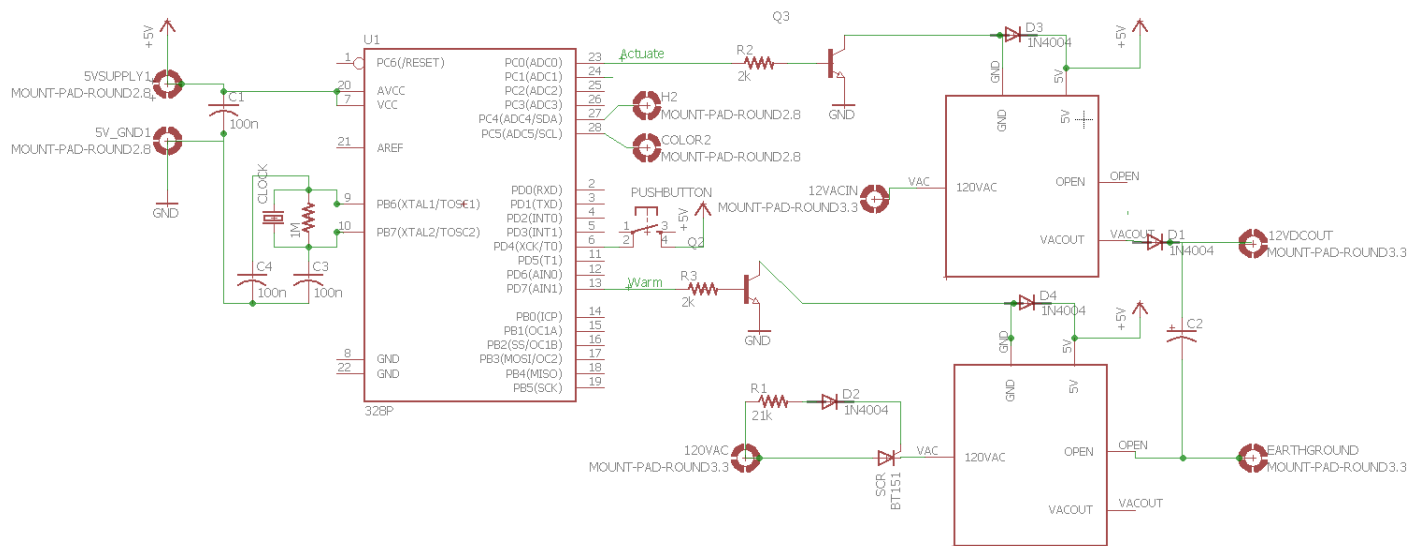 +5V
5VSUPPLY1
MOUNT-PAD-ROUND2.8
5V_GND1
MOUNT-PAD-ROUND2.8
C1
100n
GND
CLOCK
1M
C4
100n
C3
100n
U1
1
PC6(/RESET)
20
AVCC
7
VCC
21
AREF
9
PB6(XTAL1/TOSC1)
10
PB7(XTAL2/TOSC2)
8
GND
22
GND
328P
PC0(ADC0)
23
PC1(ADC1)
24
PC2(ADC2)
25
PC3(ADC3)
26
PC4(ADC4/SDA)
27
PC5(ADC5/SCL)
28
PD0(RXD)
2
PD1(TXD)
3
PD2(INT0)
4
PD3(INT1)
5
PD4(XCK/T0)
6
PD5(T1)
11
PD6(AIN0)
12
PD7(AIN1)
13
PB0(ICP)
14
PB1(OC1A)
15
PB2(SS/OC1B)
16
PB3(MOSI/OC2)
17
PB4(MISO)
18
PB5(SCK)
19
Actuate
R2
2k
Q3
GND
H2
MOUNT-PAD-ROUND2.8
COLOR2
MOUNT-PAD-ROUND2.8
PUSHBUTTON
1
2
3
4
+5V
Q2
Warm
R3
2k
GND
D3
1N4004
+5V
GND
GND
5V
5V
12VACIN
MOUNT-PAD-ROUND3.3
VAC
120VAC
OPEN
OPEN
VACOUT
VACOUT
D1
1N4004
12VDCOUT
MOUNT-PAD-ROUND3.3
D4
1N4004
+5V
C2
GND
GND
5V
5V
R1
21k
D2
1N4004
120VAC
MOUNT-PAD-ROUND3.3
SCR
BT151
VAC
120VAC
OPEN
OPEN
VACOUT
VACOUT
EARTHGROUND
MOUNT-PAD-ROUND3.3